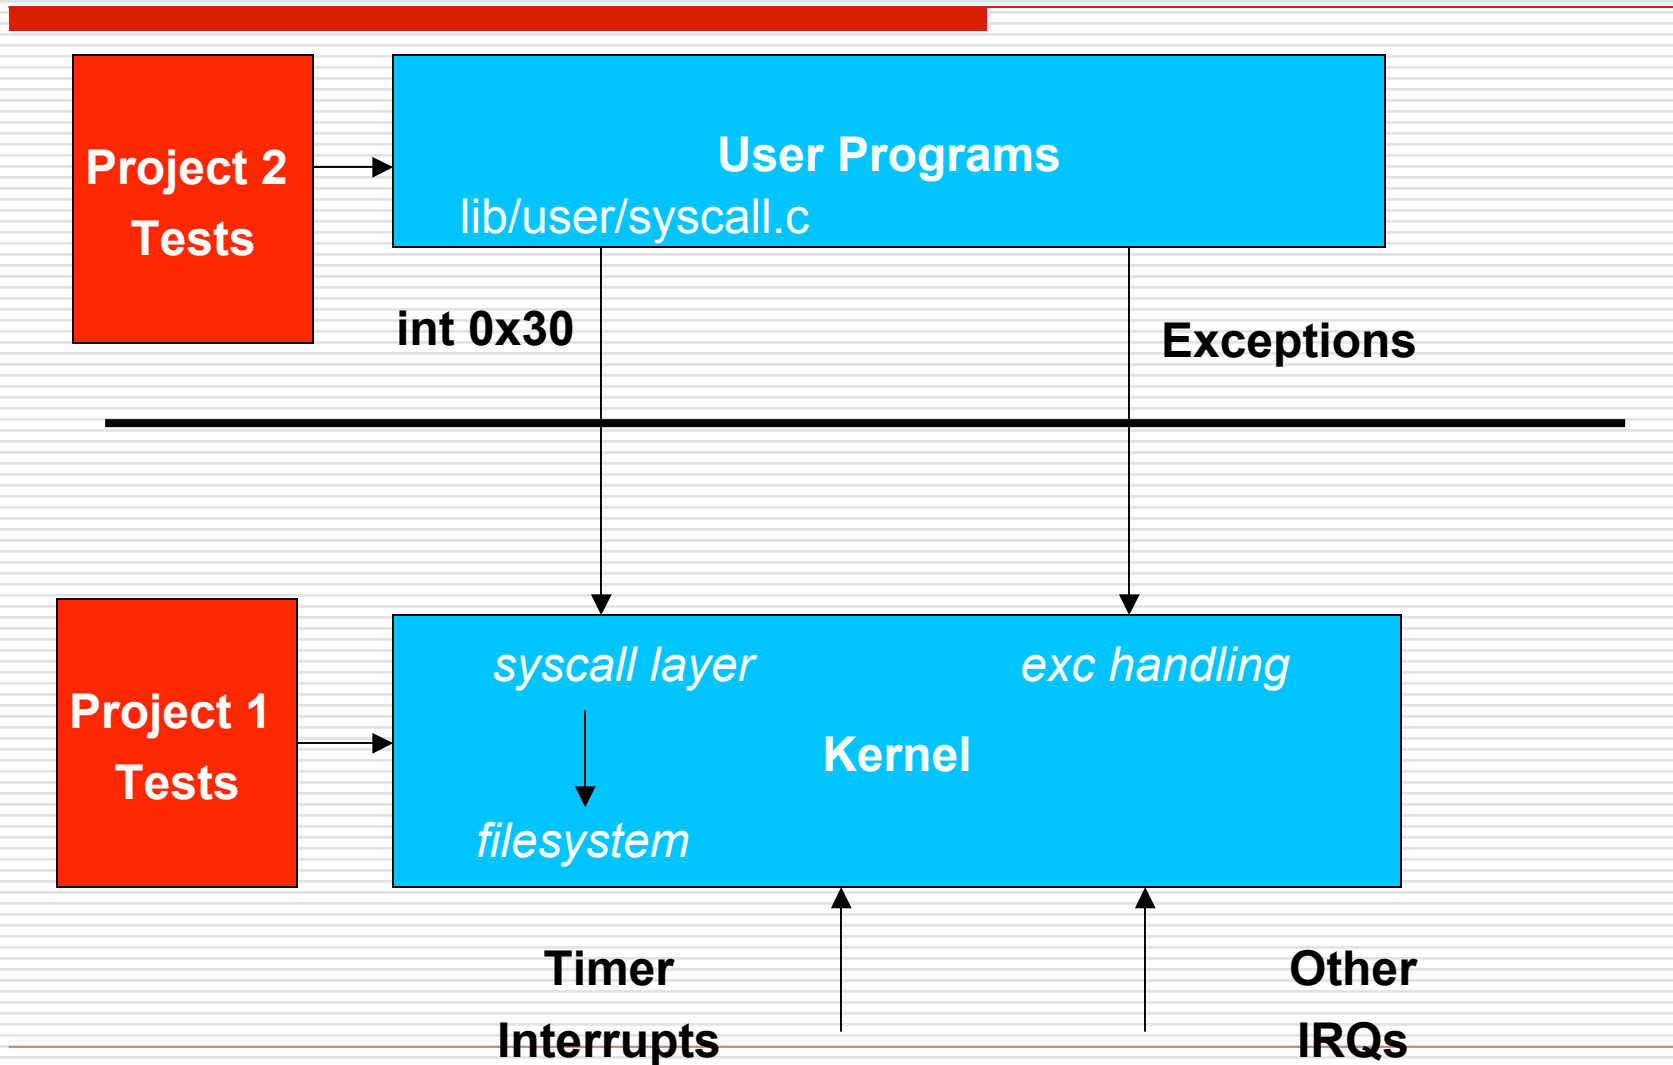 Project 2
Tests
User Programs
lib/user/syscall.c
int 0x30
Exceptions
Project 1
Tests
syscall layer
exc handling
Kernel
filesystem
Timer
Interrupts
Other
IRQs